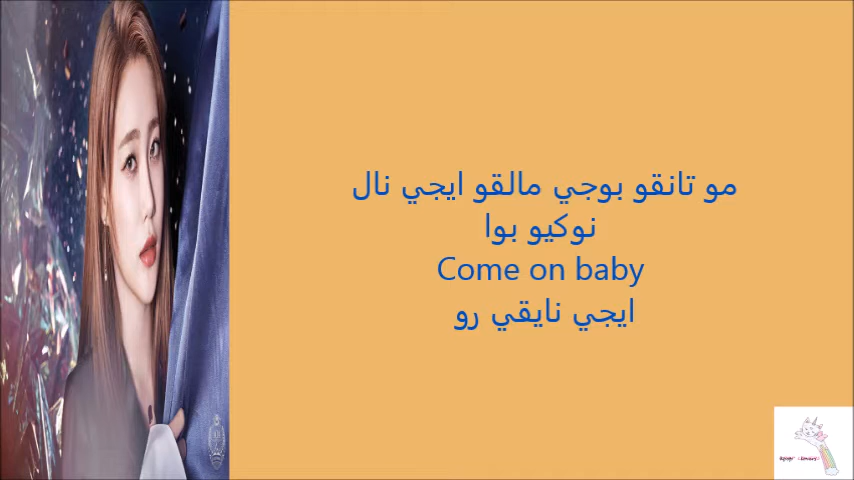 مو تانقو بوجي مالقو ايجي نال
نوكيو بوا
Come on baby
ايجي نايقي رو